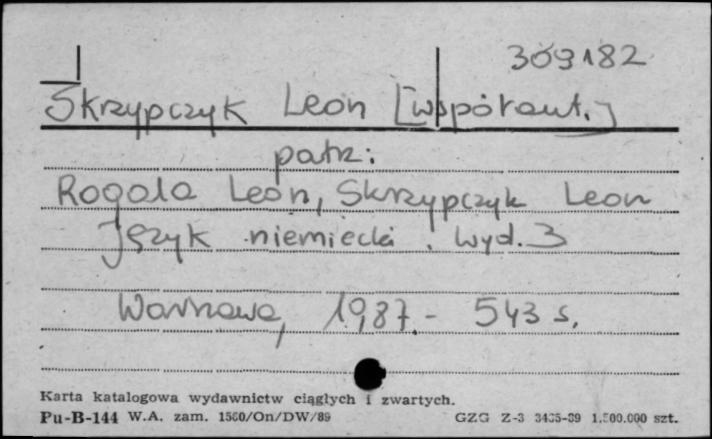 309182
Skrzypczyk Leon [współaut.]
patrz:
Rogala Leon, Skrzypczyk Leon
Język niemiecki. Wyd. 3
Warszawa, 1987.- 543 s.
Karta katalogowa wydawnictw ciągłych i zwartych.
Pu-B-144 W.A. zam. 1560/On/DW/89 GZG Z-3 3435-89 1.500.000 szt.